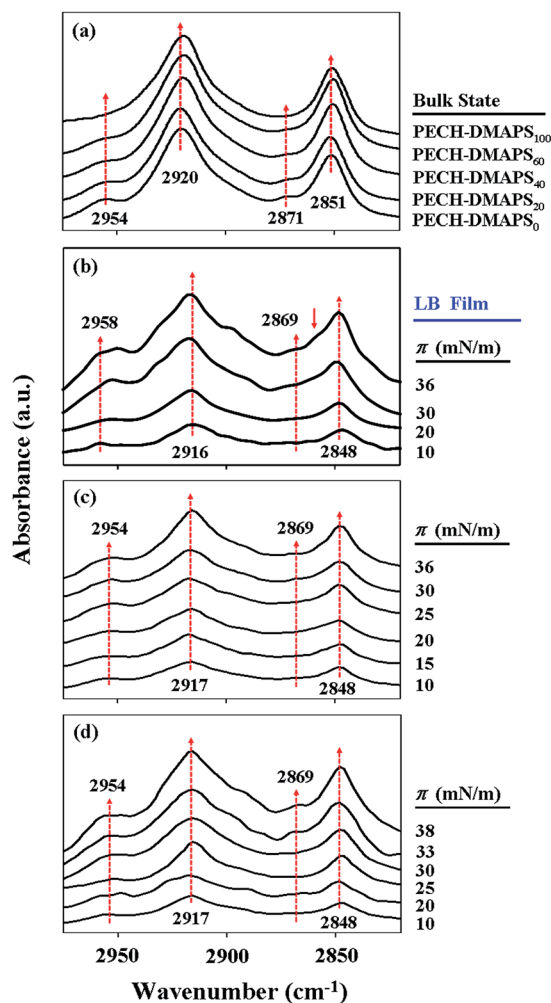 (a)
2954
2920
2871
2851
Bulk State
PECH-DMAPS100
PECH-DMAPS60
PECH-DMAPS40
PECH-DMAPS20
PECH-DMAPS0
(b)
2958
2869
2916
2848
LB Film
π (mN/m)
36
30
20
10
Absorbance (a.u.)
(c)
2954
2869
2917
2848
π (mN/m)
36
30
25
20
15
10
(d)
2954
2869
2917
2848
π (mN/m)
38
33
30
25
20
10
2950 2900 2850
Wavenumber (cm-1)